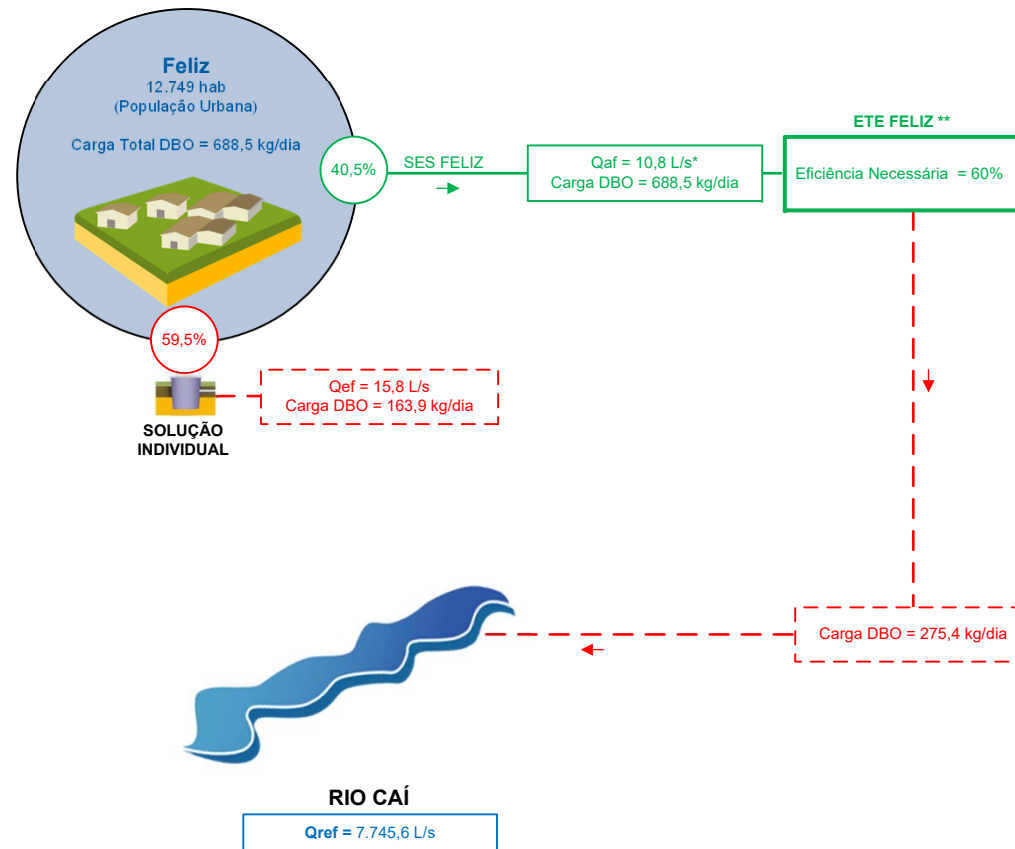 Feliz
12.749 hab
(População Urbana)
Carga Total DBO = 688,5 kg/dia
40,5%
SES FELIZ
Qaf = 10,8 L/s*
Carga DBO = 688,5 kg/dia
ETE FELIZ **
Eficiência Necessária = 60%
59,5%
SOLUÇÃO
INDIVIDUAL
Qef = 15,8 L/s
Carga DBO = 163,9 kg/dia
Carga DBO = 275,4 kg/dia
RIO CAÍ
Qref = 7.745,6 L/s